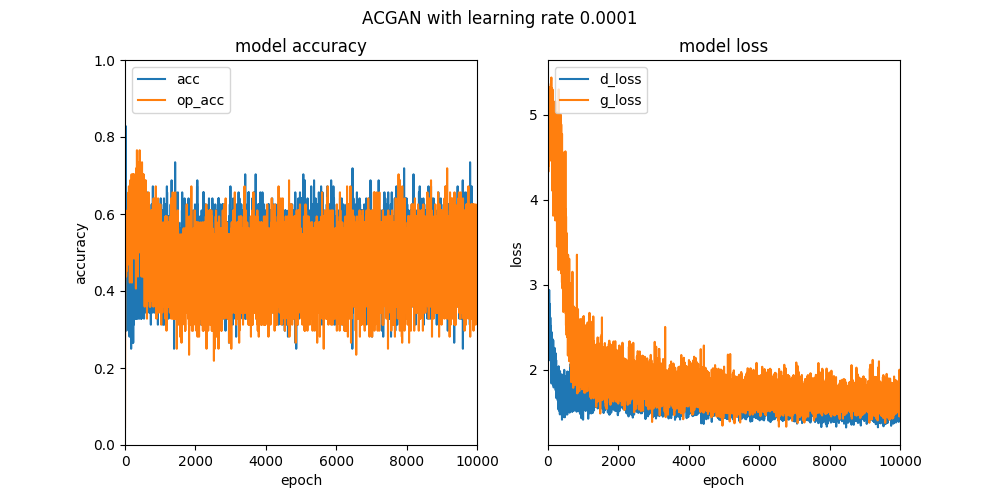 ACGAN with learning rate 0.0001
model accuracy
acc
op_acc
accuracy
1.0
0.8
0.6
0.4
0.2
0.0
0 2000 4000 6000 8000 10000
epoch
model loss
d_loss
g_loss
loss
5
4
3
2
0 2000 4000 6000 8000 10000
epoch